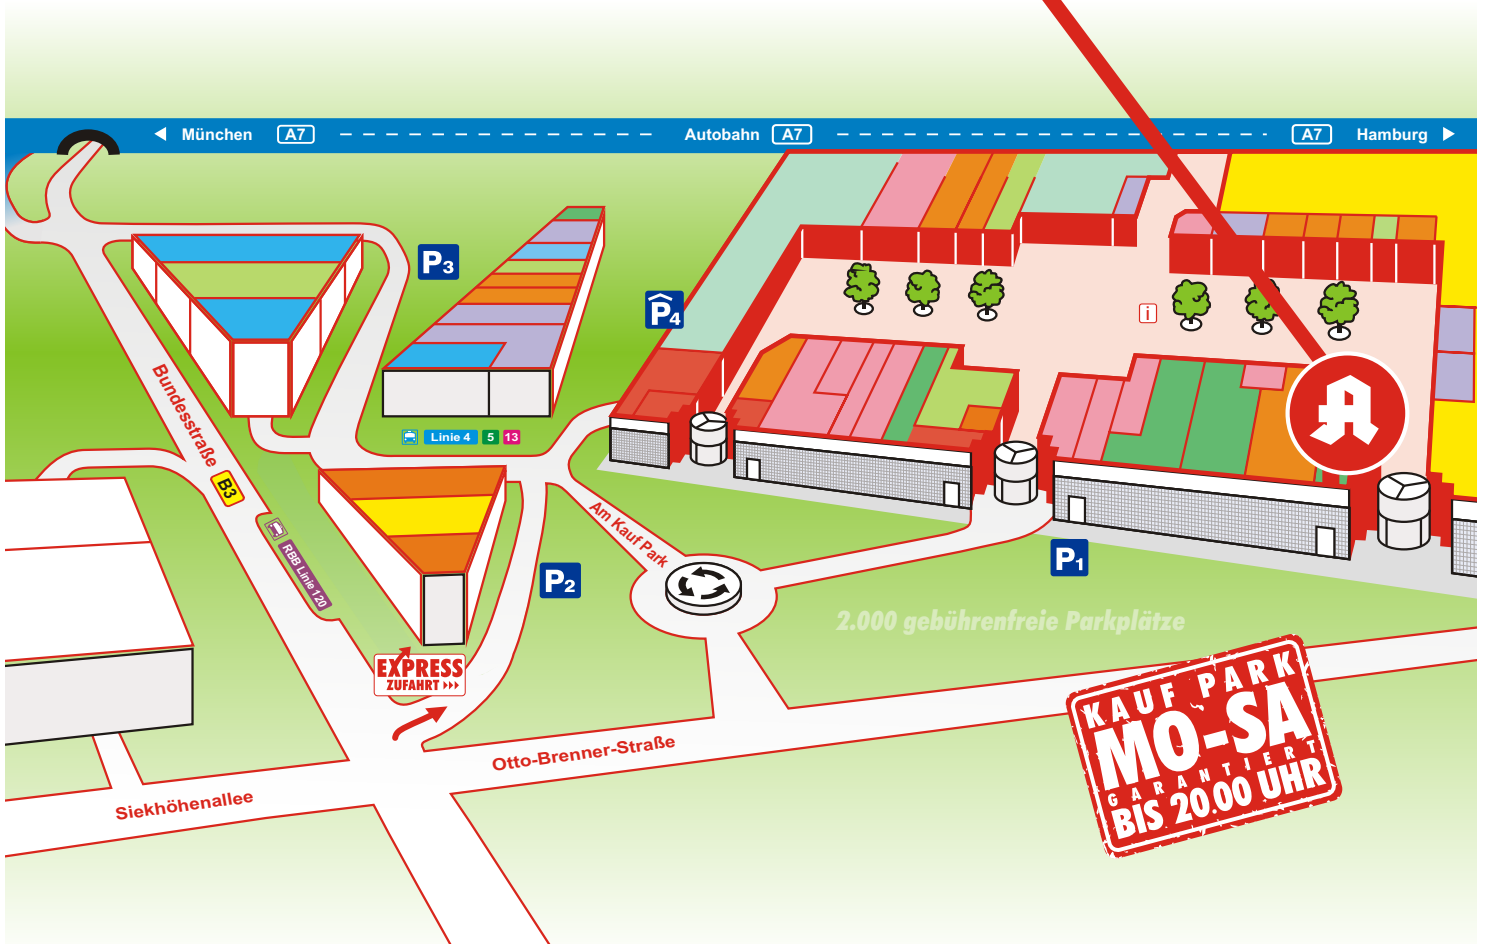 München A7 Autobahn A7 A7 Hamburg
P3
P4
i
Bundesstraße
B3
Linie 4 5 13
RBB Linie 120
Am Kauf Park
P2
P1
2.000 gebührenfreie Parkplätze
EXPRESS
ZUFAHRT
Otto-Brenner-Straße
Siekhöhenallee
KAUF PARK
MO-SA
GARANTIERT
BIS 20.00 UHR